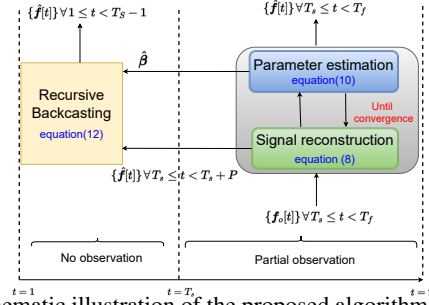 {f̂[t]} ∀ 1 ≤ t < T_S − 1
{f̂[t]} ∀ T_s ≤ t < T_f
β̂
Parameter estimation
equation(10)
Recursive
Backcasting
equation(12)
Until
convergence
Signal reconstruction
equation (8)
{f̂[t]} ∀ T_s ≤ t < T_s + P
{f_o[t]} ∀ T_s ≤ t < T_f
No observation
Partial observation
t = 1
t = T_s
hematic illustration of the proposed algorithm